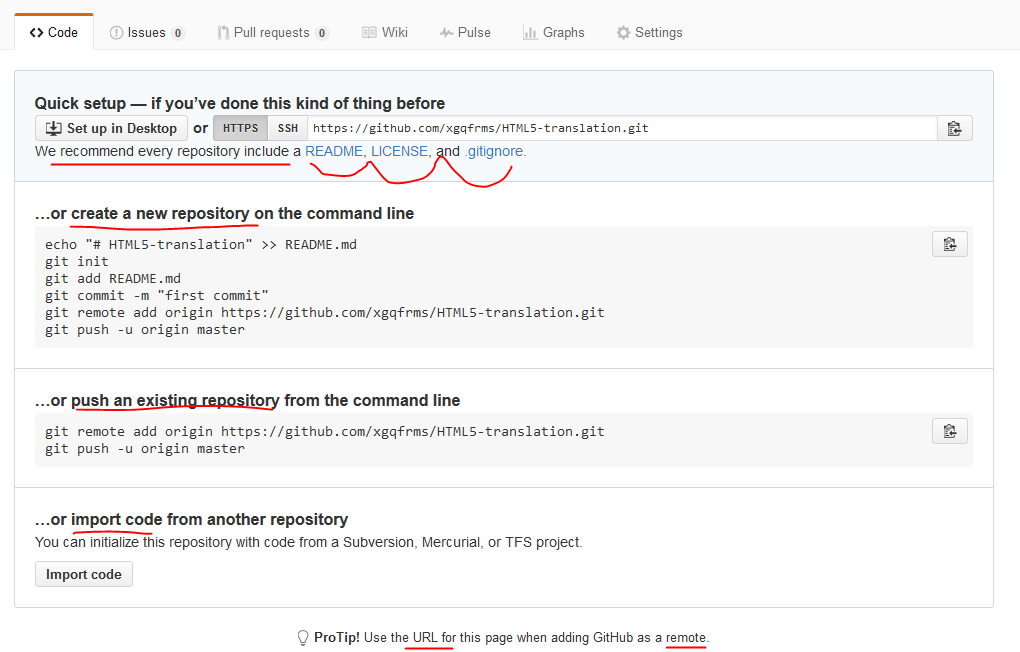 Code Issues 0 Pull requests 0 Wiki Pulse Graphs Settings
Quick setup — if you’ve done this kind of thing before
Set up in Desktop or HTTPS SSH https://github.com/xgqfrms/HTML5-translation.git
We recommend every repository include a README, LICENSE, and .gitignore.
…or create a new repository on the command line
echo "# HTML5-translation" >> README.md
git init
git add README.md
git commit -m "first commit"
git remote add origin https://github.com/xgqfrms/HTML5-translation.git
git push -u origin master
…or push an existing repository from the command line
git remote add origin https://github.com/xgqfrms/HTML5-translation.git
git push -u origin master
…or import code from another repository
You can initialize this repository with code from a Subversion, Mercurial, or TFS project.
Import code
ProTip! Use the URL for this page when adding GitHub as a remote.